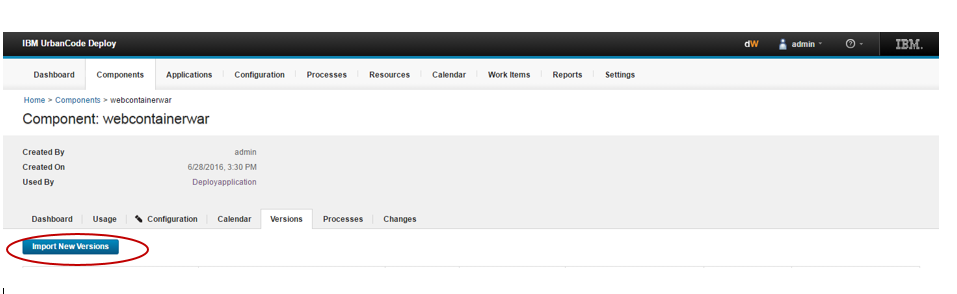 IBM UrbanCode Deploy dW admin IBM.
Dashboard Components Applications Configuration Processes Resources Calendar Work Items Reports Settings
Home > Components > webcontainerwar
Component: webcontainerwar
Created By admin
Created On 6/28/2016, 3:30 PM
Used By Deployapplication
Dashboard Usage Configuration Calendar Versions Processes Changes
Import New Versions